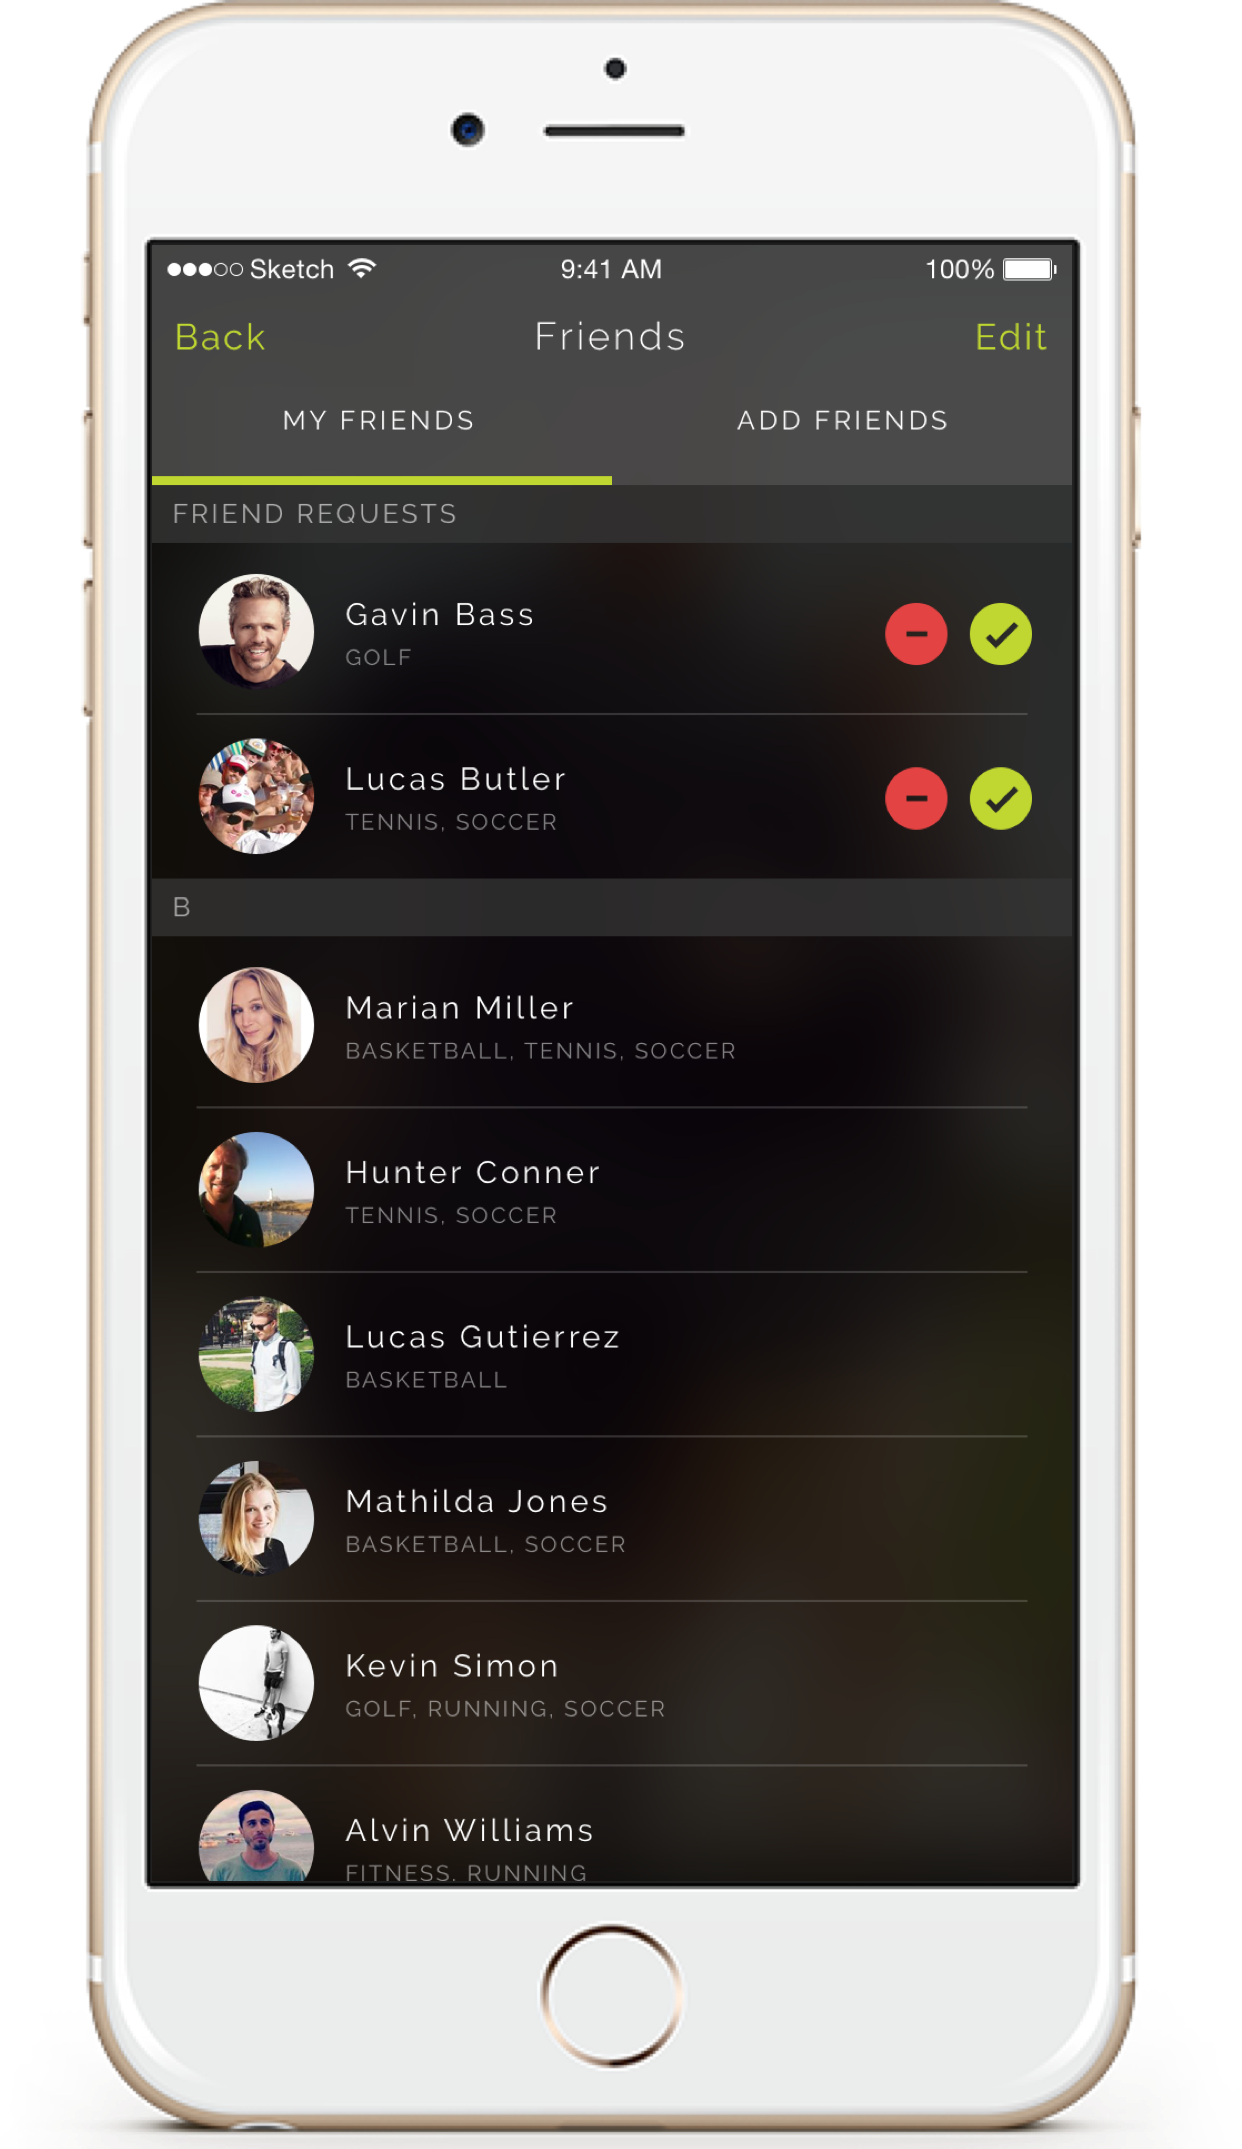 Sketch 9:41 AM 100%
Back Friends Edit
MY FRIENDS ADD FRIENDS
FRIEND REQUESTS
Gavin Bass
GOLF
Lucas Butler
TENNIS, SOCCER
B
Marian Miller
BASKETBALL, TENNIS, SOCCER
Hunter Conner
TENNIS, SOCCER
Lucas Gutierrez
BASKETBALL
Mathilda Jones
BASKETBALL, SOCCER
Kevin Simon
GOLF, RUNNING, SOCCER
Alvin Williams
FITNESS, RUNNING